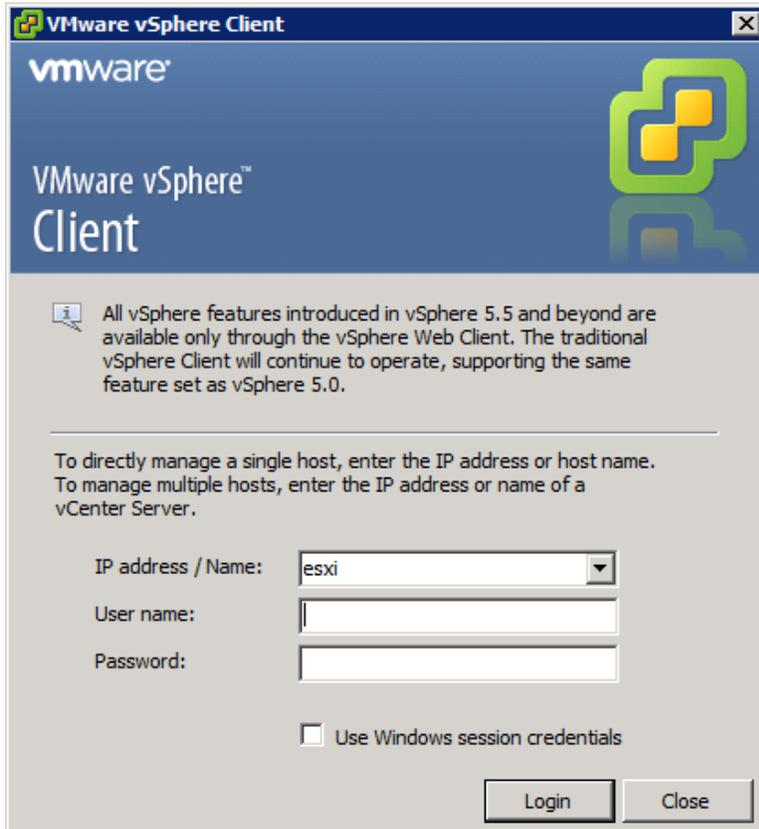 VMware vSphere Client
vmware®
VMware vSphere™
Client
All vSphere features introduced in vSphere 5.5 and beyond are
available only through the vSphere Web Client. The traditional
vSphere Client will continue to operate, supporting the same
feature set as vSphere 5.0.
To directly manage a single host, enter the IP address or host name.
To manage multiple hosts, enter the IP address or name of a
vCenter Server.
IP address / Name: esxi
User name:
Password:
Use Windows session credentials
Login Close